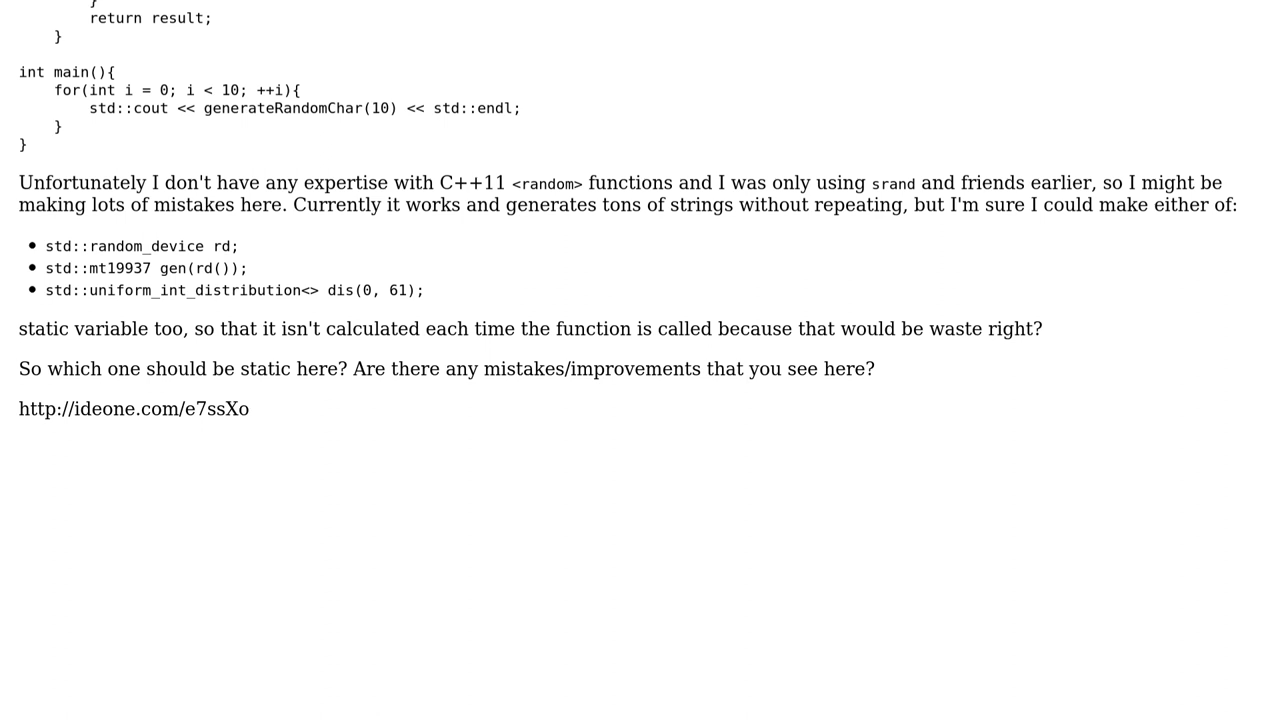 }
        return result;
    }

int main(){
    for(int i = 0; i < 10; ++i){
        std::cout << generateRandomChar(10) << std::endl;
    }
}
Unfortunately I don't have any expertise with C++11 <random> functions and I was only using srand and friends earlier, so I might be
making lots of mistakes here. Currently it works and generates tons of strings without repeating, but I'm sure I could make either of:
• std::random_device rd;
• std::mt19937 gen(rd());
• std::uniform_int_distribution<> dis(0, 61);
static variable too, so that it isn't calculated each time the function is called because that would be waste right?
So which one should be static here? Are there any mistakes/improvements that you see here?
http://ideone.com/e7ssXo